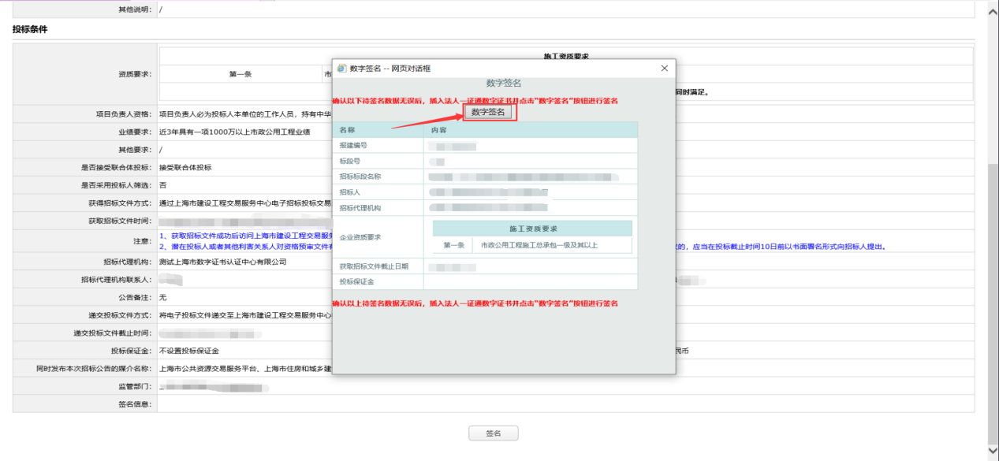 其他说明： /
投标条件
施工资质要求
资质要求： 第一条 市
同时满足。
项目负责人资格： 项目负责人必为投标人本单位的工作人员，持有中华
业绩要求： 近3年具有一项1000万以上市政公用工程业绩
其他要求： /
是否接受联合体投标： 接受联合体投标
是否采用投标人筛选： 否
获得招标文件方式： 通过上海市建设工程交易服务中心电子招标投标交易
获取招标文件时间：
注意： 1、获取招标文件成功后访问上海市建设工程交易服务
2、潜在投标人或者其他利害关系人对资格预审文件有
的，应当在投标截止时间10日前以书面署名形式向招标人提出。
招标代理机构： 测试上海市数字证书认证中心有限公司
招标代理机构联系人：
公告备注： 无
递交投标文件方式： 将电子投标文件递交至上海市建设工程交易服务中心
递交投标文件截止时间：
投标保证金： 不设置投标保证金
民币
同时发布本次招标公告的媒介名称： 上海市公共资源交易服务平台、上海市住房和城乡建
监管部门：
签名信息：
签名
数字签名 -- 网页对话框
数字签名
确认以下待签名数据无误后，插入法人一证通数字证书并点击“数字签名”按钮进行签名
数字签名
名称 内容
报建编号
标段号
招标标段名称
招标人
招标代理机构
企业资质要求
施工资质要求
第一条 市政公用工程施工总承包一级及其以上
获取招标文件截止日期
投标保证金
确认以上待签名数据无误后，插入法人一证通数字证书并点击“数字签名”按钮进行签名